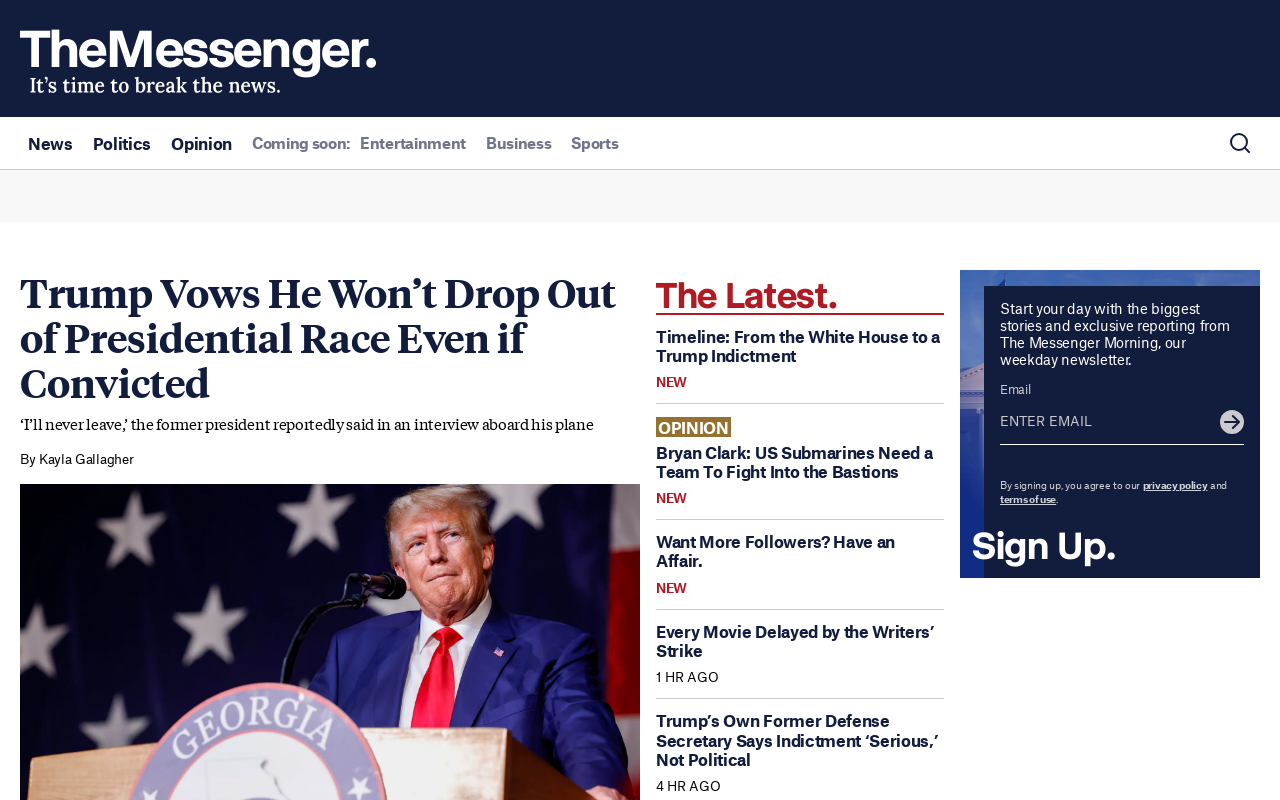 TheMessenger.
It's time to break the news.
News Politics Opinion Coming soon: Entertainment Business Sports
Trump Vows He Won’t Drop Out
of Presidential Race Even if
Convicted
‘I’ll never leave,’ the former president reportedly said in an interview aboard his plane
By Kayla Gallagher
GEORGIA
The Latest.
Timeline: From the White House to a
Trump Indictment
NEW
OPINION
Bryan Clark: US Submarines Need a
Team To Fight Into the Bastions
NEW
Want More Followers? Have an
Affair.
NEW
Every Movie Delayed by the Writers’
Strike
1 HR AGO
Trump’s Own Former Defense
Secretary Says Indictment ‘Serious,’
Not Political
4 HR AGO
Start your day with the biggest
stories and exclusive reporting from
The Messenger Morning, our
weekday newsletter.
Email
ENTER EMAIL
By signing up, you agree to our privacy policy and
terms of use.
Sign Up.